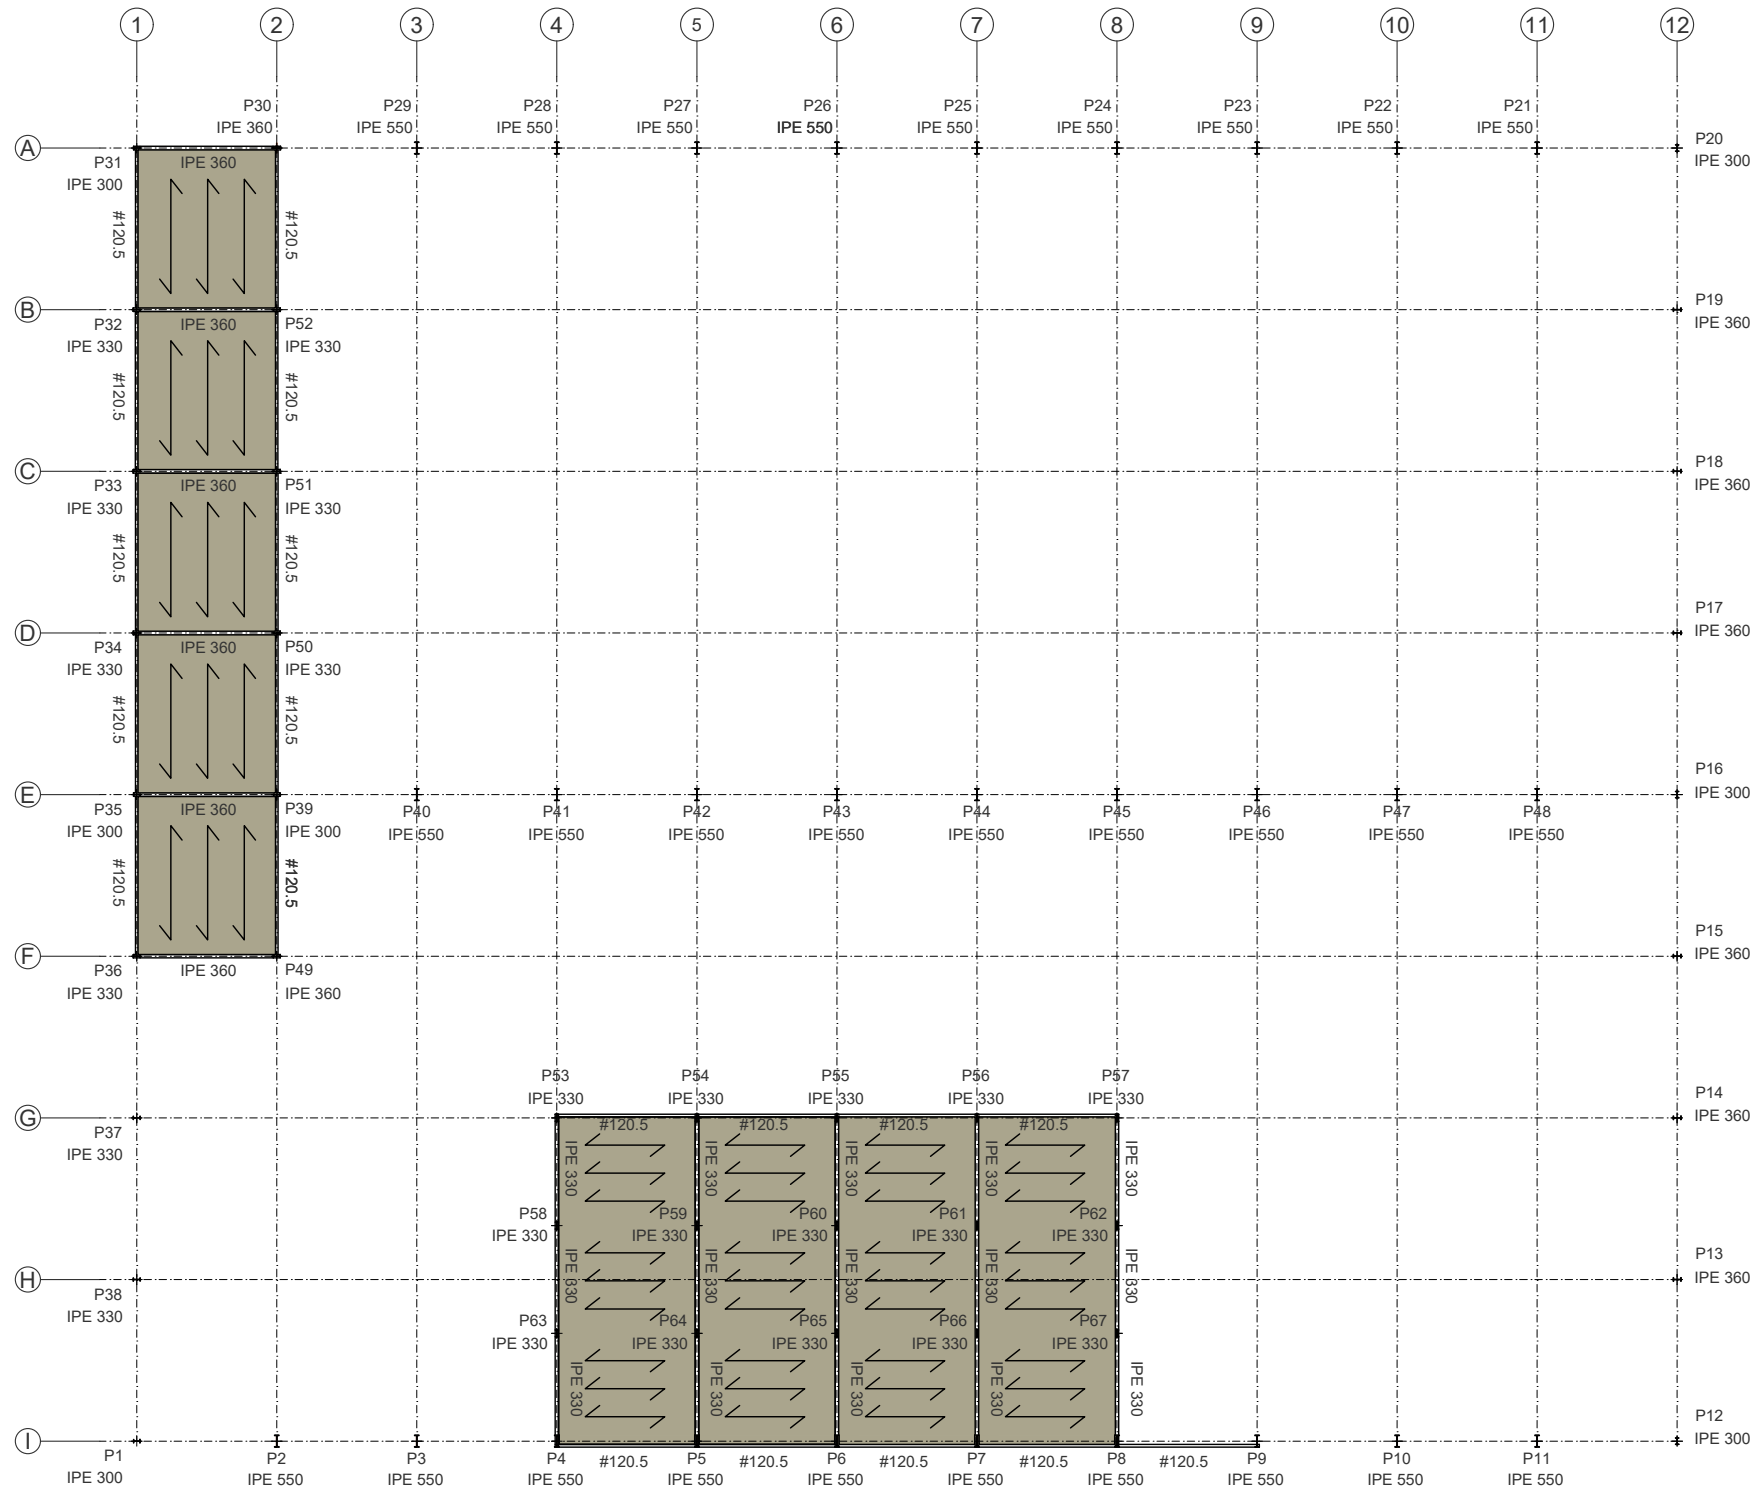 1 2 3 4 5 6 7 8 9 10 11 12
P30 P29 P28 P27 P26 P25 P24 P23 P22 P21
IPE 360 IPE 550 IPE 550 IPE 550 IPE 550 IPE 550 IPE 550 IPE 550 IPE 550 IPE 550
A P20
P31 IPE 360 IPE 300
IPE 300
#120.5 #120.5
B P19
P32 IPE 360 P52 IPE 360
IPE 330 IPE 330
#120.5 #120.5
C P18
P33 IPE 360 P51 IPE 360
IPE 330 IPE 330
#120.5 #120.5
D P17
P34 IPE 360 P50 IPE 360
IPE 330 IPE 330
#120.5 #120.5
E P16
P35 IPE 360 P39 P40 P41 P42 P43 P44 P45 P46 P47 P48 IPE 300
IPE 300 IPE 300 IPE 550 IPE 550 IPE 550 IPE 550 IPE 550 IPE 550 IPE 550 IPE 550 IPE 550
#120.5 #120.5
F P15
P36 IPE 360 P49 IPE 360
IPE 330 IPE 360
P53 P54 P55 P56 P57
IPE 330 IPE 330 IPE 330 IPE 330 IPE 330
G P14
P37 #120.5 #120.5 #120.5 #120.5 IPE 360
IPE 330
IPE 330 IPE 330 IPE 330 IPE 330 IPE 330
P58 P59 P60 P61 P62
IPE 330 IPE 330 IPE 330 IPE 330 IPE 330
IPE 330 IPE 330 IPE 330 IPE 330 IPE 330
H P13
P38 IPE 360
IPE 330
P63 P64 P65 P66 P67
IPE 330 IPE 330 IPE 330 IPE 330 IPE 330
IPE 330 IPE 330 IPE 330 IPE 330 IPE 330
I P12
P1 P2 P3 P4 #120.5 P5 #120.5 P6 #120.5 P7 #120.5 P8 #120.5 P9 P10 P11 IPE 300
IPE 300 IPE 550 IPE 550 IPE 550 IPE 550 IPE 550 IPE 550 IPE 550 IPE 550 IPE 550 IPE 550